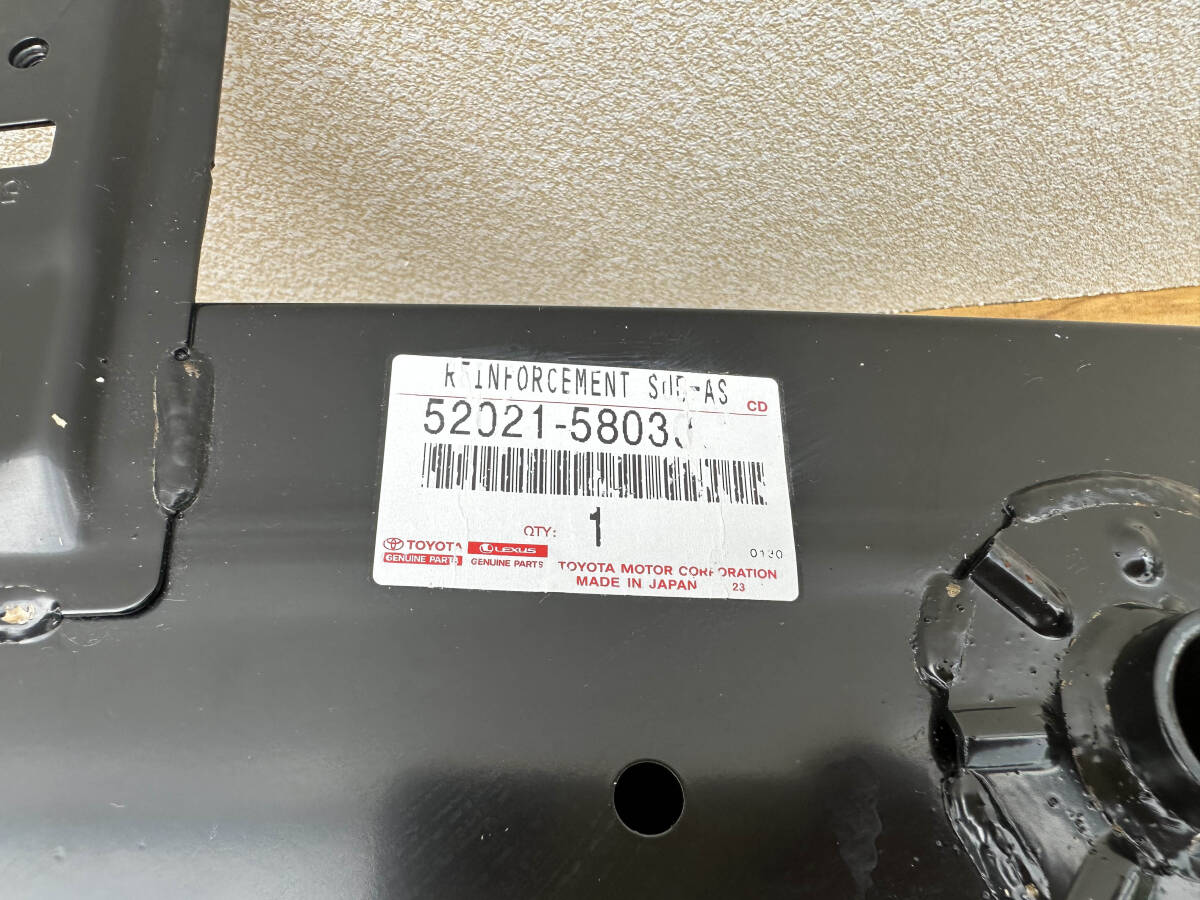 REINFORCEMENT SUB-AS
CD
52021-5803
QTY: 1
TOYOTA
GENUINE PARTS
LEXUS
GENUINE PARTS
0130
TOYOTA MOTOR CORPORATION
MADE IN JAPAN 23